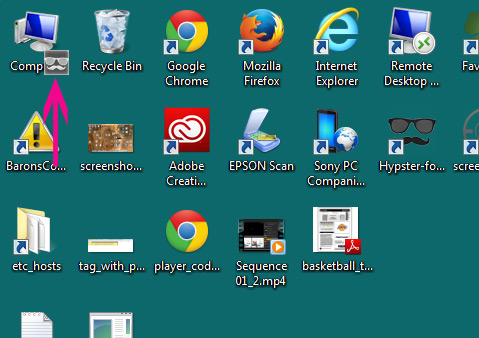 Comp
Recycle Bin
Google
Chrome
Mozilla
Firefox
Internet
Explorer
Remote
Desktop ...
Fav
BaronsCo...
screensho...
Adobe
Creati...
EPSON Scan
Sony PC
Compani...
Hypster-fo...
scree
etc_hosts
tag_with_p...
player_cod...
Sequence
01_2.mp4
basketball_t...